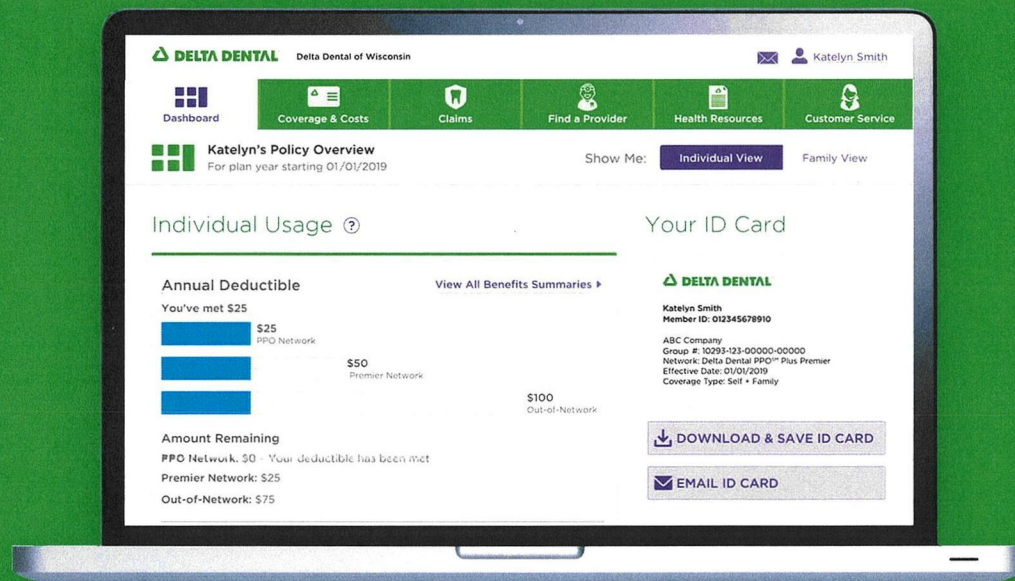 DELTA DENTAL Delta Dental of Wisconsin
Katelyn Smith
Dashboard
Coverage & Costs
Claims
Find a Provider
Health Resources
Customer Service
Katelyn's Policy Overview
For plan year starting 01/01/2019
Show Me: Individual View Family View
Individual Usage ?
Annual Deductible
View All Benefits Summaries
You've met $25
$25
PPO Network
$50
Premier Network
$100
Out-of-Network
Amount Remaining
PPO Network: $0 - Your deductible has been met
Premier Network: $25
Out-of-Network: $75
Your ID Card
DELTA DENTAL
Katelyn Smith
Member ID: 012345678910
ABC Company
Group #: 10293-123-00000-00000
Network: Delta Dental PPO℠ Plus Premier
Effective Date: 01/01/2019
Coverage Type: Self + Family
DOWNLOAD & SAVE ID CARD
EMAIL ID CARD